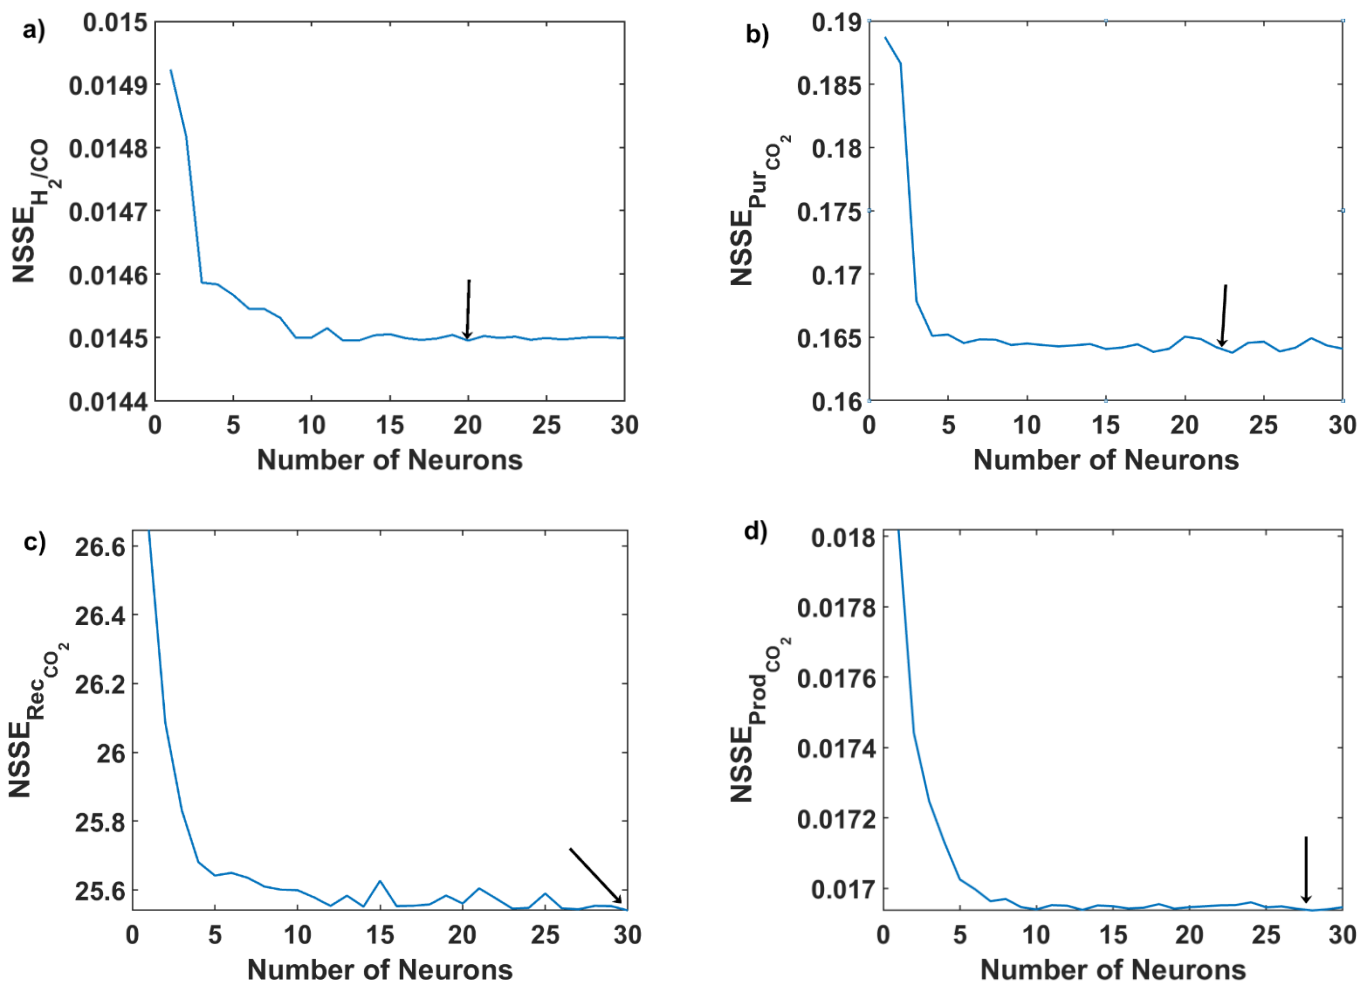 a)
0.015
0.0149
0.0148
0.0147
0.0146
0.0145
0.0144
NSSE_H2/CO
0 5 10 15 20 25 30
Number of Neurons
b)
0.19
0.185
0.18
0.175
0.17
0.165
0.16
NSSE_Pur_CO2
0 5 10 15 20 25 30
Number of Neurons
c)
26.6
26.4
26.2
26
25.8
25.6
NSSE_Rec_CO2
0 5 10 15 20 25 30
Number of Neurons
d)
0.018
0.0178
0.0176
0.0174
0.0172
0.017
NSSE_Prod_CO2
0 5 10 15 20 25 30
Number of Neurons